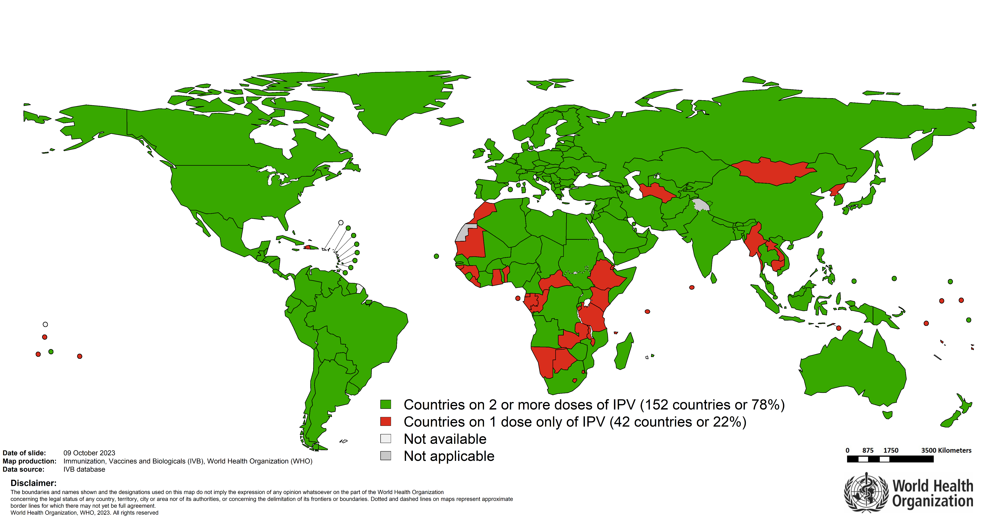 Countries on 2 or more doses of IPV (152 countries or 78%)
Countries on 1 dose only of IPV (42 countries or 22%)
Not available
Not applicable
Date of slide: 09 October 2023
Map production: Immunization, Vaccines and Biologicals (IVB), World Health Organization (WHO)
Data source: IVB database
0 875 1750 3500 Kilometers
Disclaimer:
The boundaries and names shown and the designations used on this map do not imply the expression of any opinion whatsoever on the part of the World Health Organization
concerning the legal status of any country, territory, city or area nor of its authorities, or concerning the delimitation of its frontiers or boundaries. Dotted and dashed lines on maps represent approximate
border lines for which there may not yet be full agreement.
World Health Organization, WHO, 2023. All rights reserved
World Health
Organization